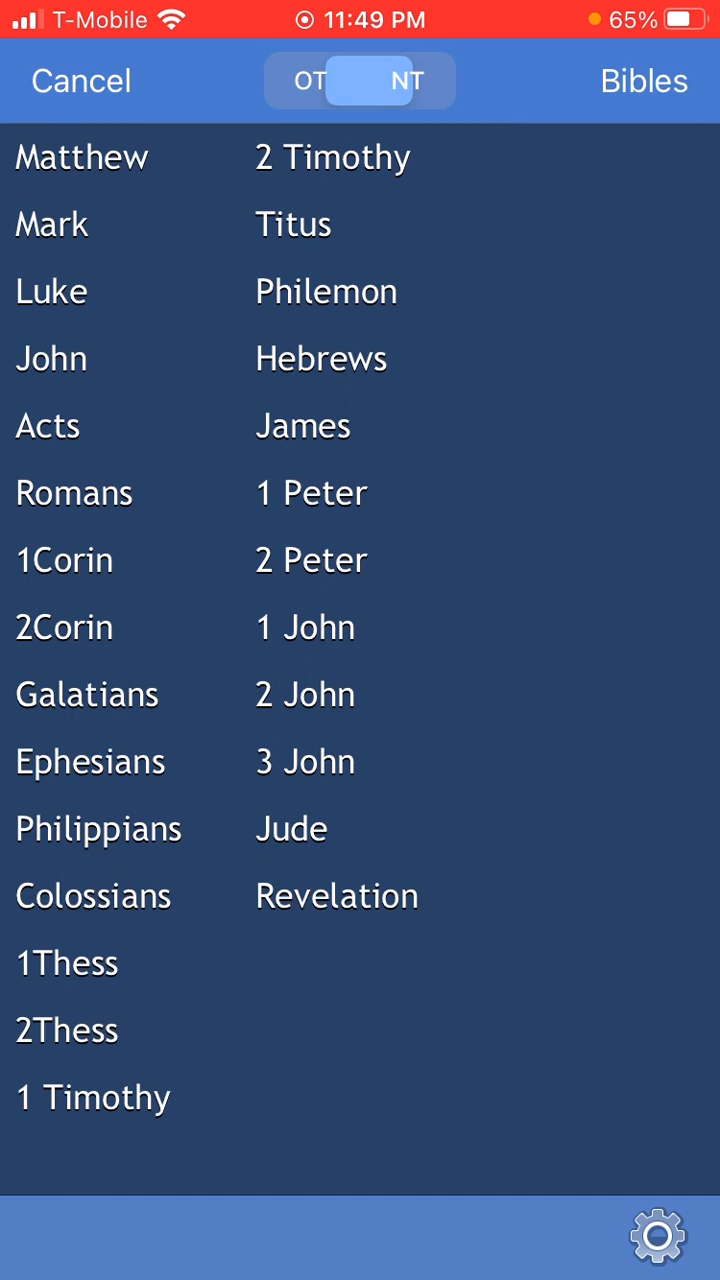 T-Mobile 11:49 PM 65%
Cancel OT NT Bibles
Matthew
Mark
Luke
John
Acts
Romans
1Corin
2Corin
Galatians
Ephesians
Philippians
Colossians
1Thess
2Thess
1 Timothy
2 Timothy
Titus
Philemon
Hebrews
James
1 Peter
2 Peter
1 John
2 John
3 John
Jude
Revelation